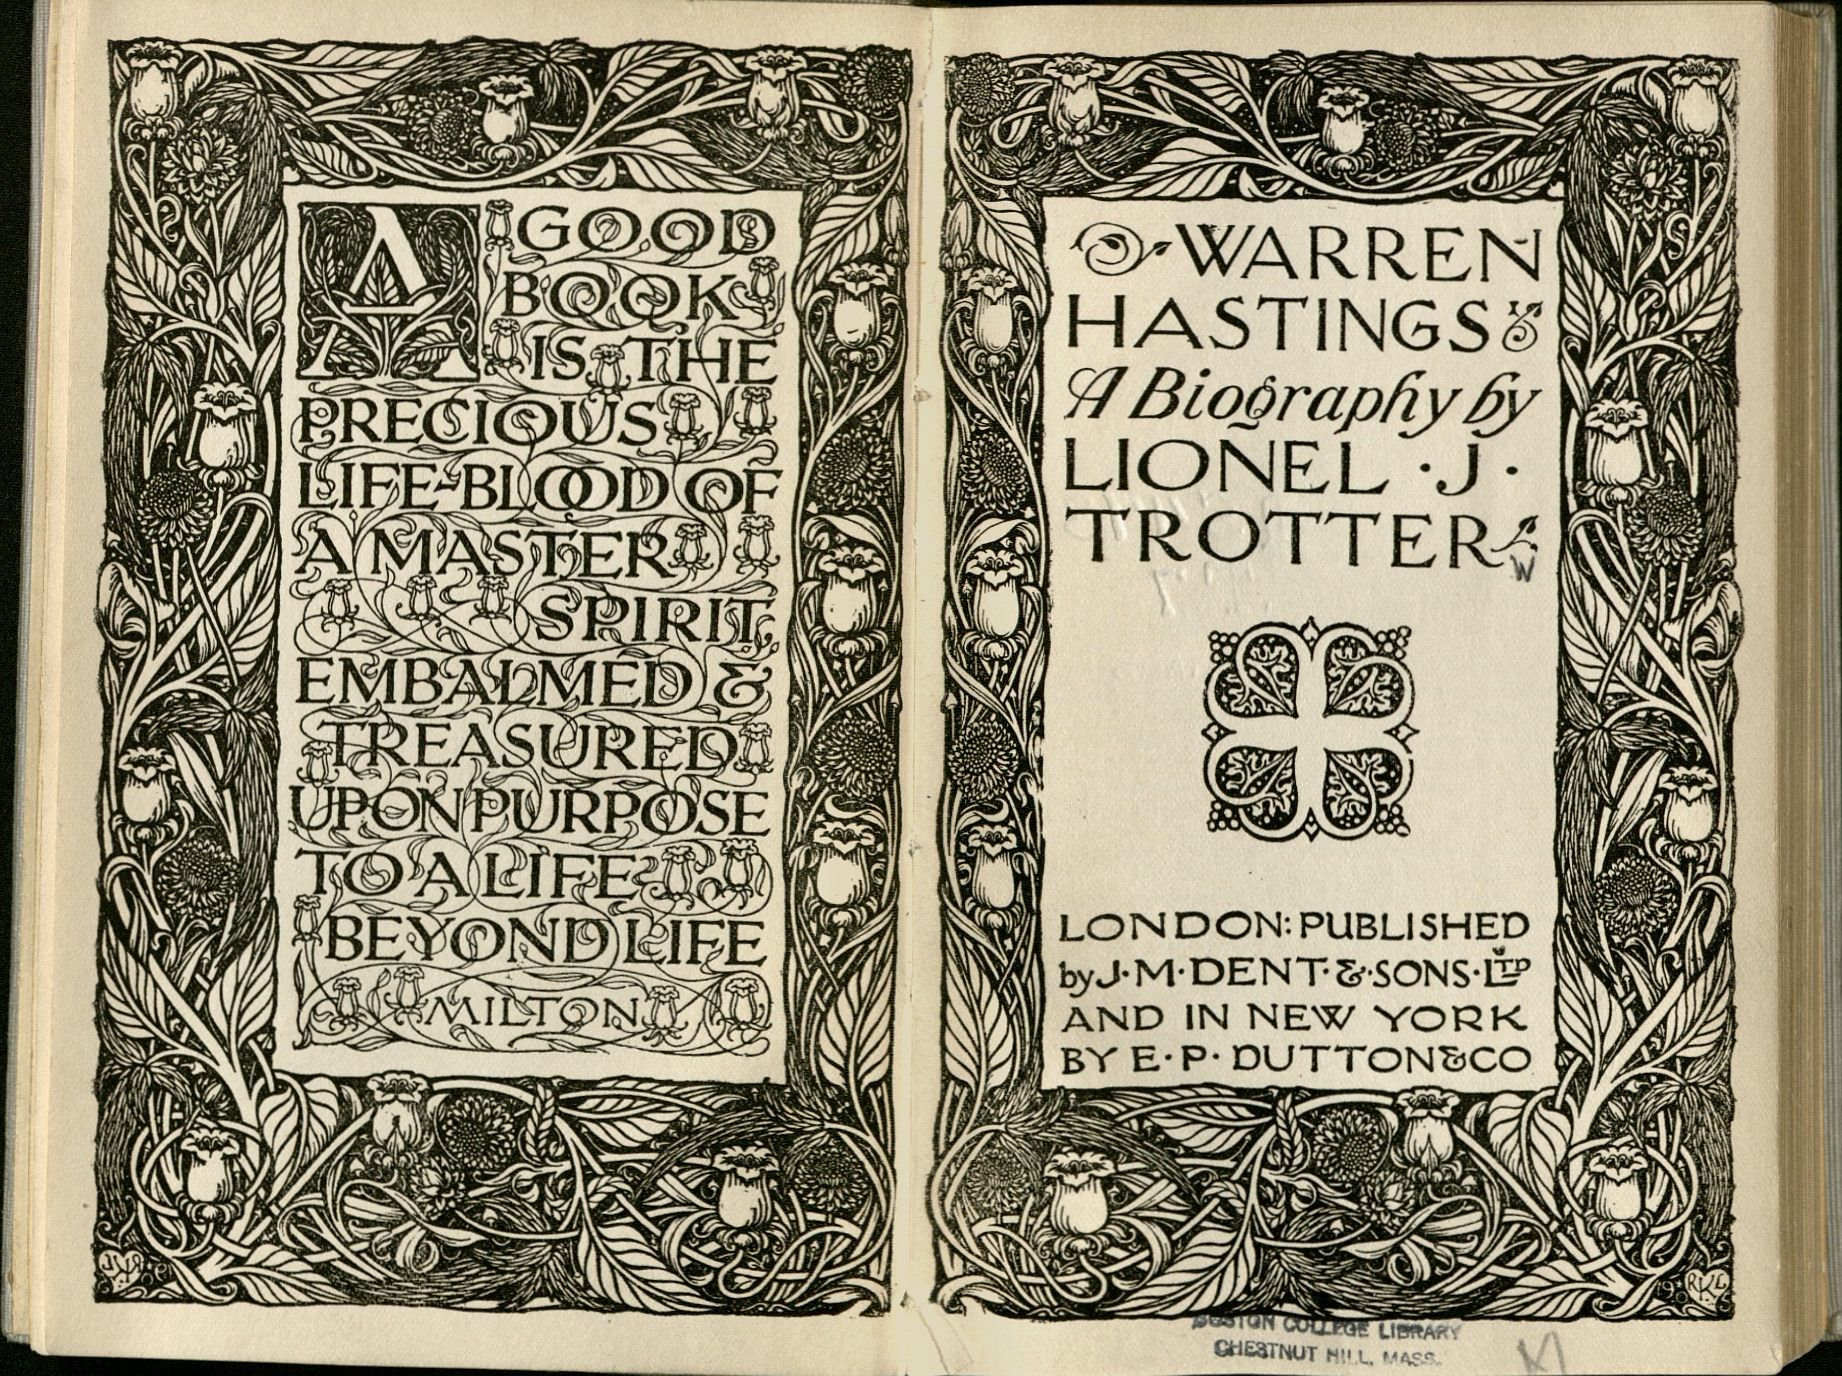 A GOOD
BOOK
IS THE
PRECIOUS
LIFE-BLOOD OF
A MASTER
SPIRIT,
EMBALMED &
TREASURED
UPON PURPOSE
TO A LIFE
BEYOND LIFE
MILTON
WARREN
HASTINGS
A Biography by
LIONEL · J ·
TROTTER
W
LONDON: PUBLISHED
by J·M·DENT·&·SONS·LTD
AND IN NEW YORK
BY E·P·DUTTON & CO
RLK
BOSTON COLLEGE LIBRARY
CHESTNUT HILL, MASS.